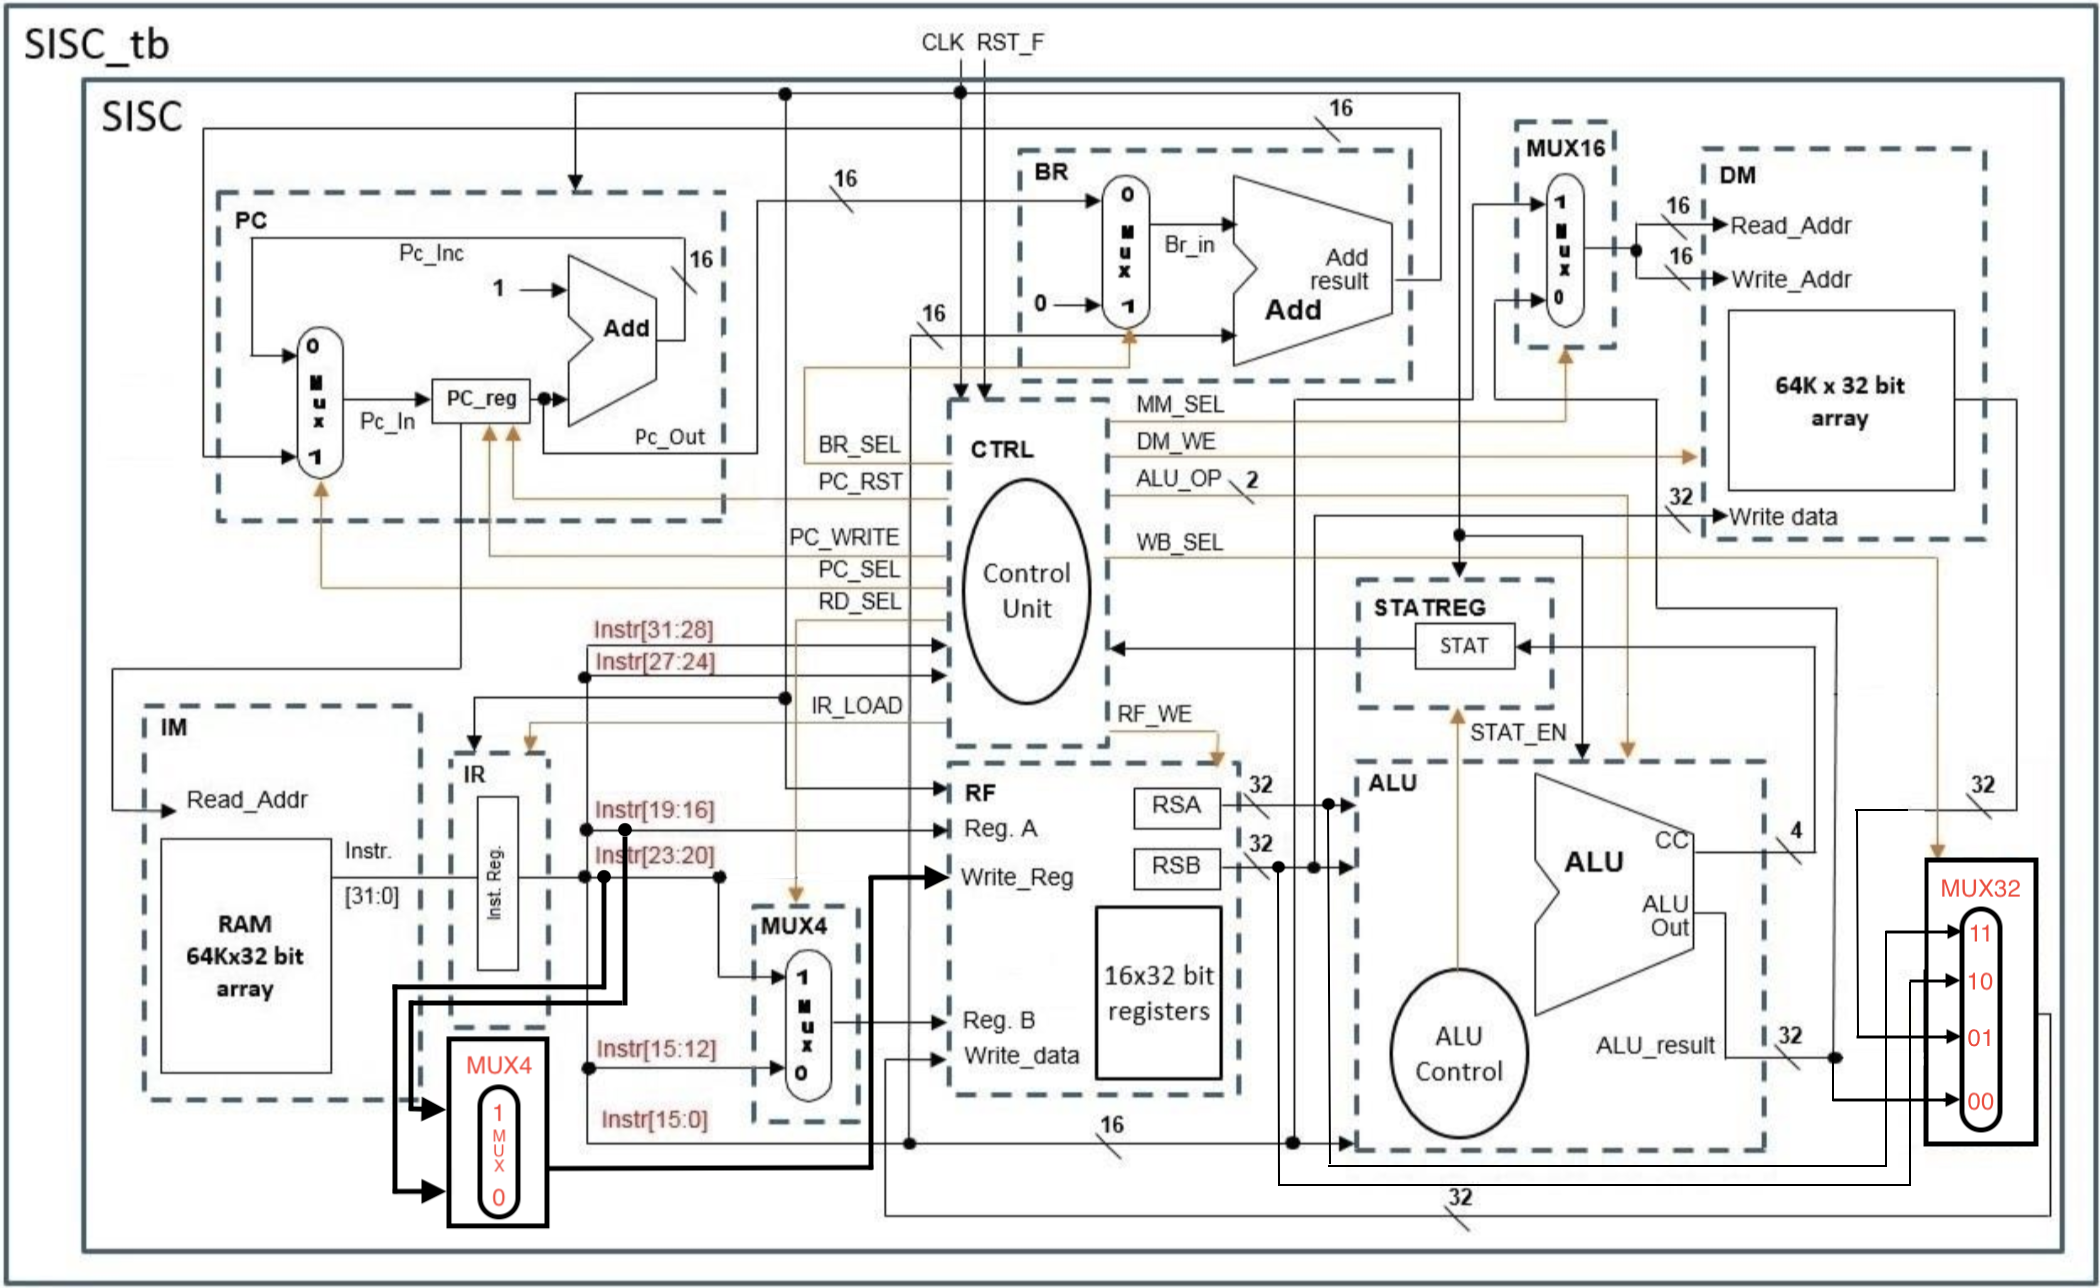 SISC_tb
CLK RST_F
SISC
16
PC
Pc_Inc
16
1
Add
0
Mux
1
Pc_In
PC_reg
Pc_Out
16
BR
0
Mux
1
0
Br_in
Add
result
Add
16
MUX16
1
Mux
0
DM
16
Read_Addr
16
Write_Addr
64K x 32 bit
array
32
Write data
CTRL
Control
Unit
BR_SEL
PC_RST
PC_WRITE
PC_SEL
RD_SEL
Instr[31:28]
Instr[27:24]
IR_LOAD
MM_SEL
DM_WE
ALU_OP
2
WB_SEL
RF_WE
STATREG
STAT
STAT_EN
IM
Read_Addr
RAM
64Kx32 bit
array
Instr.
[31:0]
IR
Inst. Reg.
Instr[19:16]
Instr[23:20]
Instr[15:12]
Instr[15:0]
MUX4
1
Mux
0
MUX4
1
MUX
0
RF
Reg. A
Write_Reg
Reg. B
Write_data
RSA
RSB
32
32
16x32 bit
registers
16
ALU
ALU
CC
4
ALU
Out
ALU_result
32
ALU
Control
32
MUX32
11
10
01
00
32